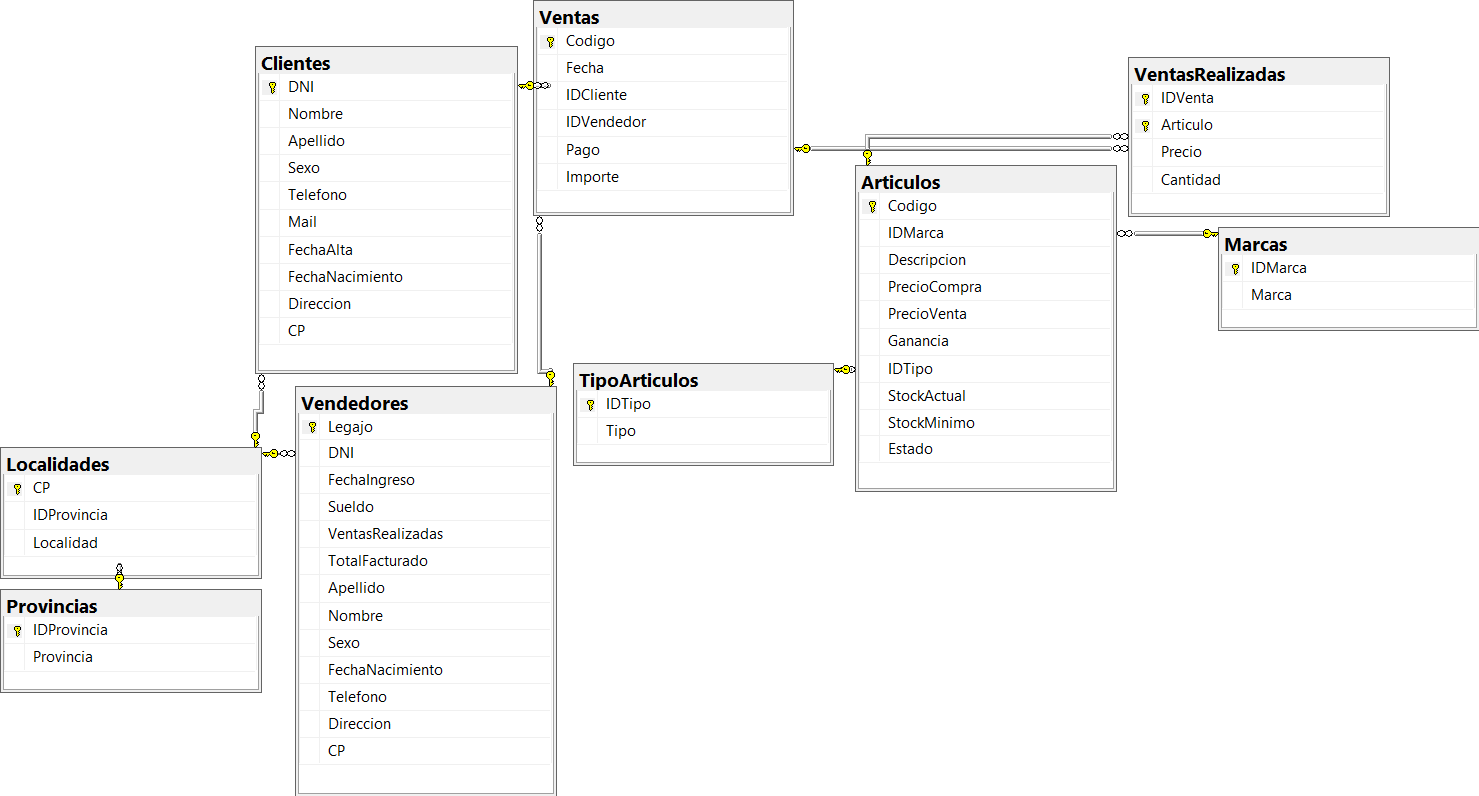 Ventas
Codigo
Fecha
IDCliente
IDVendedor
Pago
Importe
Clientes
DNI
Nombre
Apellido
Sexo
Telefono
Mail
FechaAlta
FechaNacimiento
Direccion
CP
VentasRealizadas
IDVenta
Articulo
Precio
Cantidad
Articulos
Codigo
IDMarca
Descripcion
PrecioCompra
PrecioVenta
Ganancia
IDTipo
StockActual
StockMinimo
Estado
Marcas
IDMarca
Marca
TipoArticulos
IDTipo
Tipo
Vendedores
Legajo
DNI
FechaIngreso
Sueldo
VentasRealizadas
TotalFacturado
Apellido
Nombre
Sexo
FechaNacimiento
Telefono
Direccion
CP
Localidades
CP
IDProvincia
Localidad
Provincias
IDProvincia
Provincia